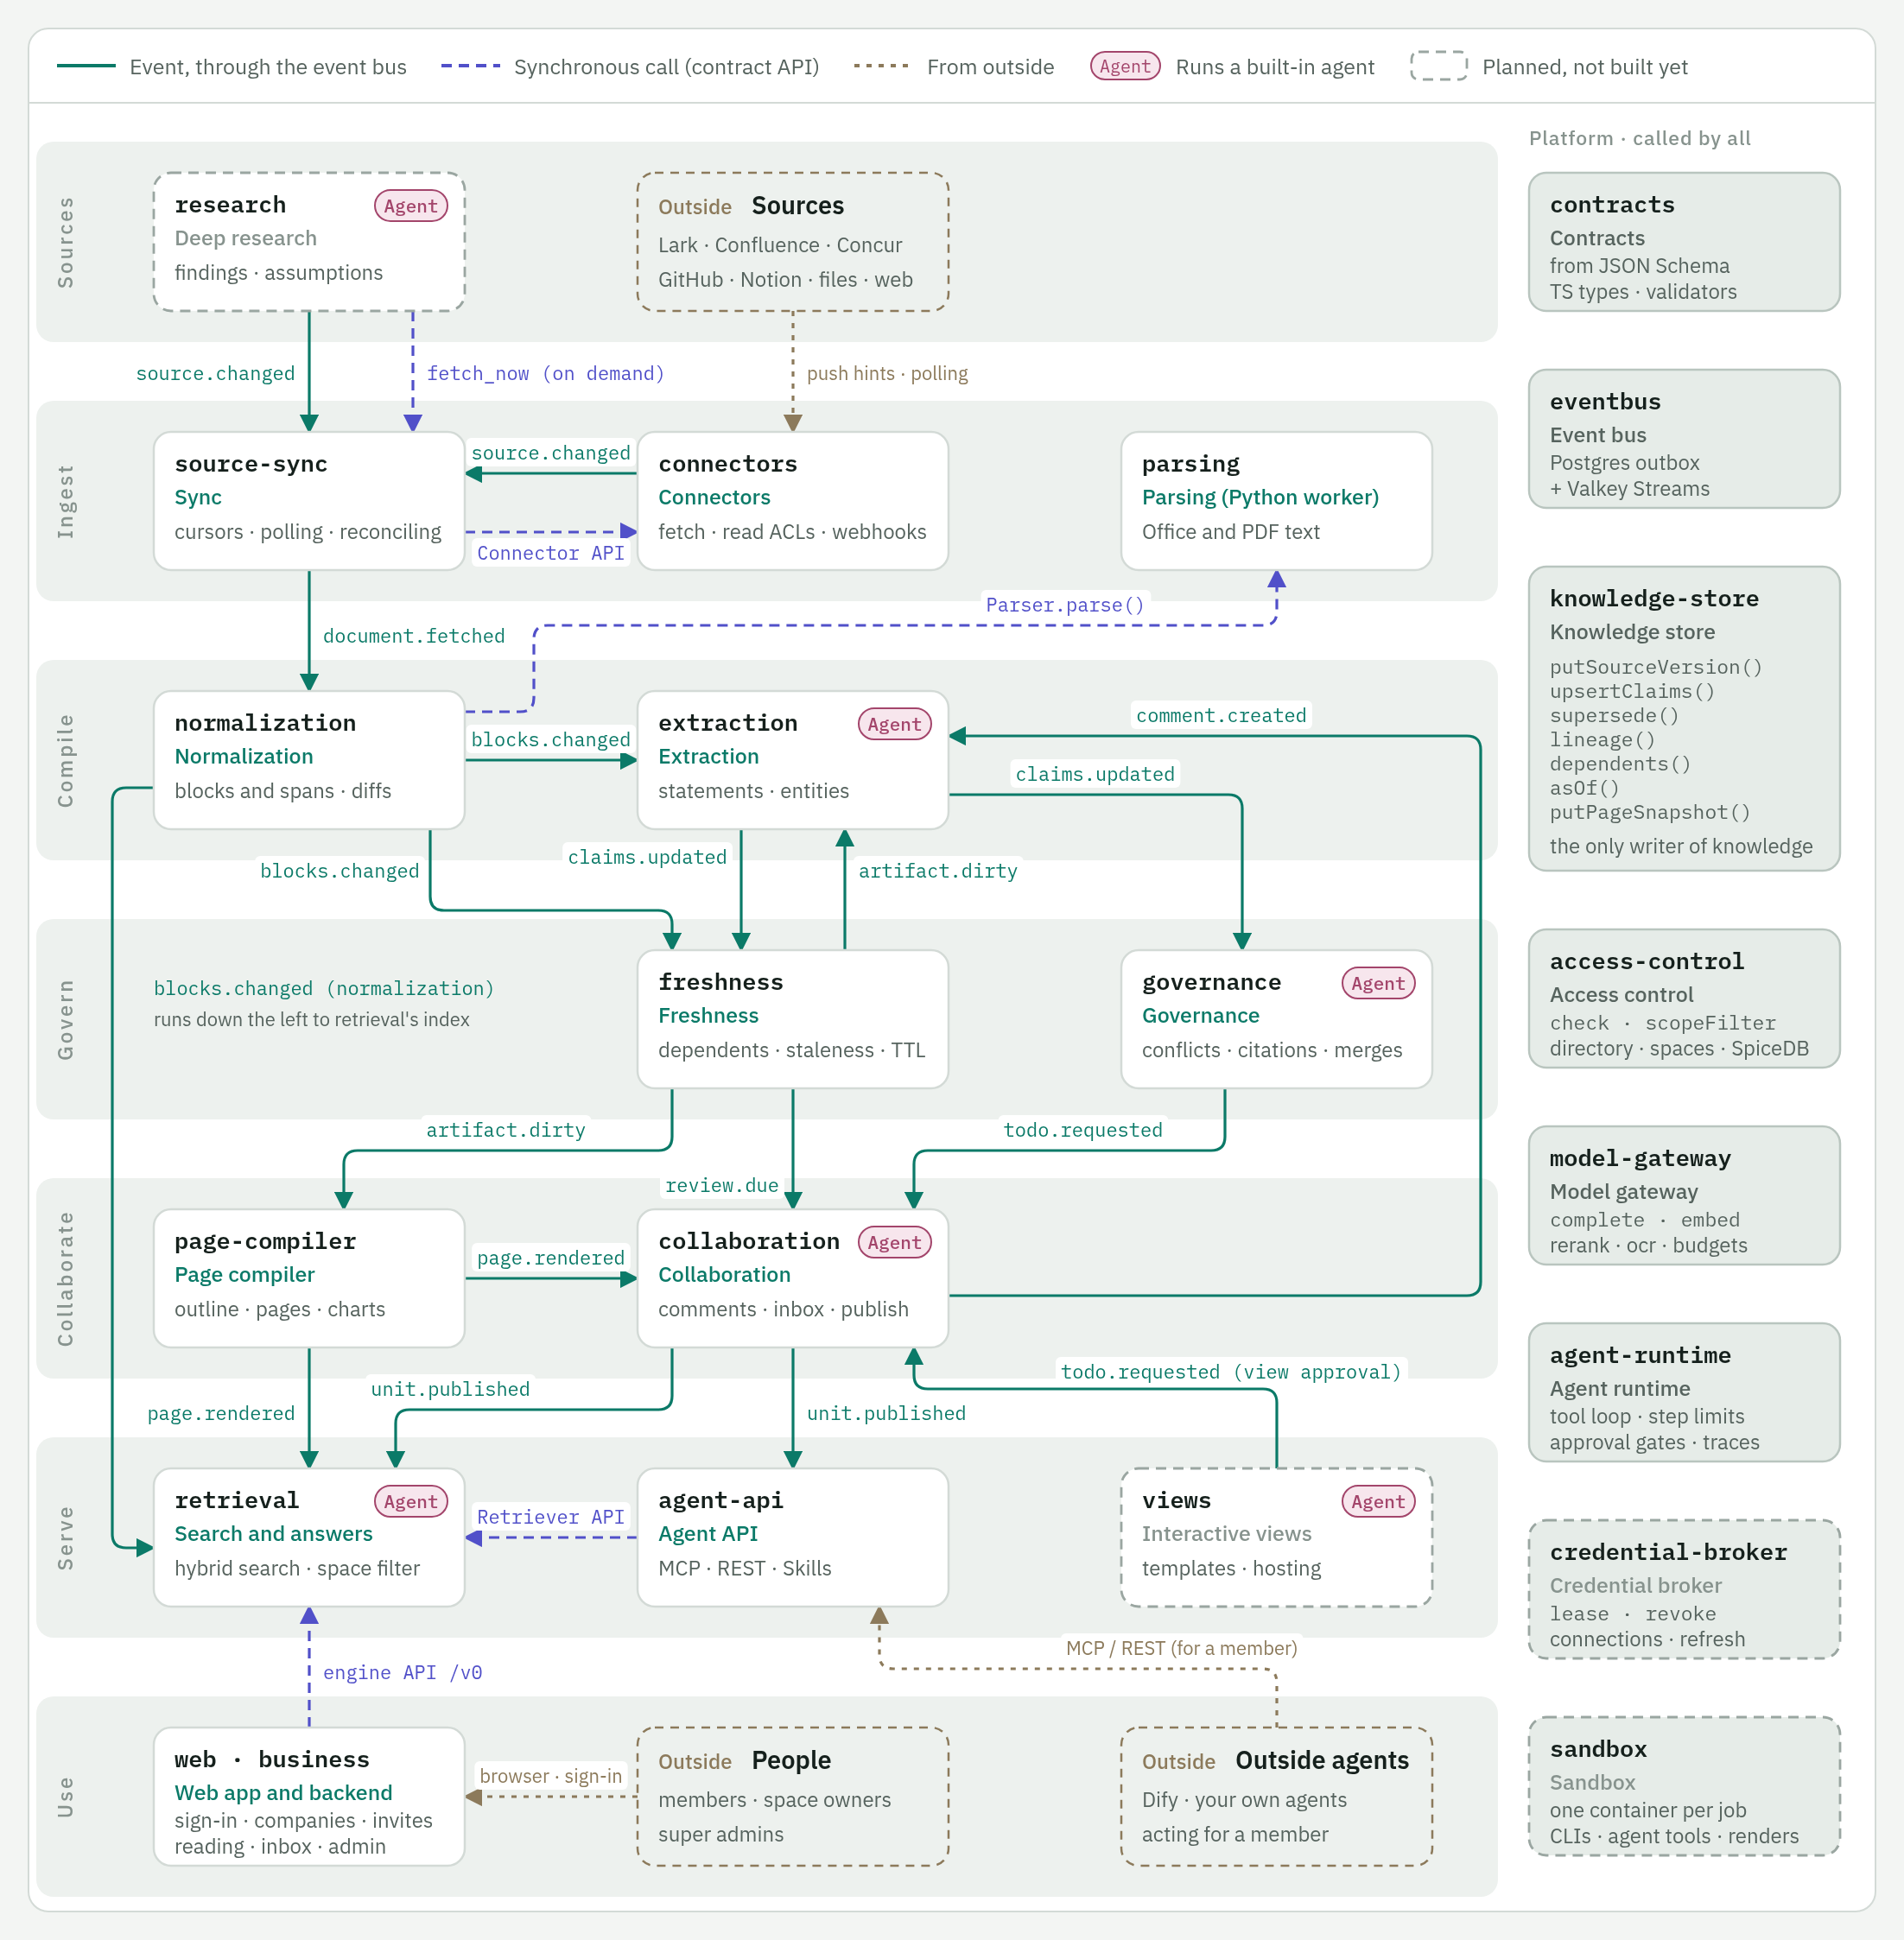 Event, through the event bus
Synchronous call (contract API)
From outside
Agent
Runs a built-in agent
Planned, not built yet
Platform · called by all
Sources
research
Agent
Deep research
findings · assumptions
Outside Sources
Lark · Confluence · Concur
GitHub · Notion · files · web
source.changed
fetch_now (on demand)
push hints · polling
Ingest
source-sync
Sync
cursors · polling · reconciling
source.changed
Connector API
connectors
Connectors
fetch · read ACLs · webhooks
parsing
Parsing (Python worker)
Office and PDF text
Parser.parse()
document.fetched
Compile
normalization
Normalization
blocks and spans · diffs
blocks.changed
extraction
Agent
Extraction
statements · entities
comment.created
claims.updated
blocks.changed
claims.updated
artifact.dirty
Govern
blocks.changed (normalization)
runs down the left to retrieval's index
freshness
Freshness
dependents · staleness · TTL
governance
Agent
Governance
conflicts · citations · merges
artifact.dirty
todo.requested
review.due
Collaborate
page-compiler
Page compiler
outline · pages · charts
page.rendered
collaboration
Agent
Collaboration
comments · inbox · publish
todo.requested (view approval)
unit.published
page.rendered
unit.published
Serve
retrieval
Agent
Search and answers
hybrid search · space filter
Retriever API
agent-api
Agent API
MCP · REST · Skills
views
Agent
Interactive views
templates · hosting
MCP / REST (for a member)
engine API /v0
Use
web · business
Web app and backend
sign-in · companies · invites
reading · inbox · admin
browser · sign-in
Outside People
members · space owners
super admins
Outside Outside agents
Dify · your own agents
acting for a member
contracts
Contracts
from JSON Schema
TS types · validators
eventbus
Event bus
Postgres outbox
+ Valkey Streams
knowledge-store
Knowledge store
putSourceVersion()
upsertClaims()
supersede()
lineage()
dependents()
asOf()
putPageSnapshot()
the only writer of knowledge
access-control
Access control
check · scopeFilter
directory · spaces · SpiceDB
model-gateway
Model gateway
complete · embed
rerank · ocr · budgets
agent-runtime
Agent runtime
tool loop · step limits
approval gates · traces
credential-broker
Credential broker
lease · revoke
connections · refresh
sandbox
Sandbox
one container per job
CLIs · agent tools · renders